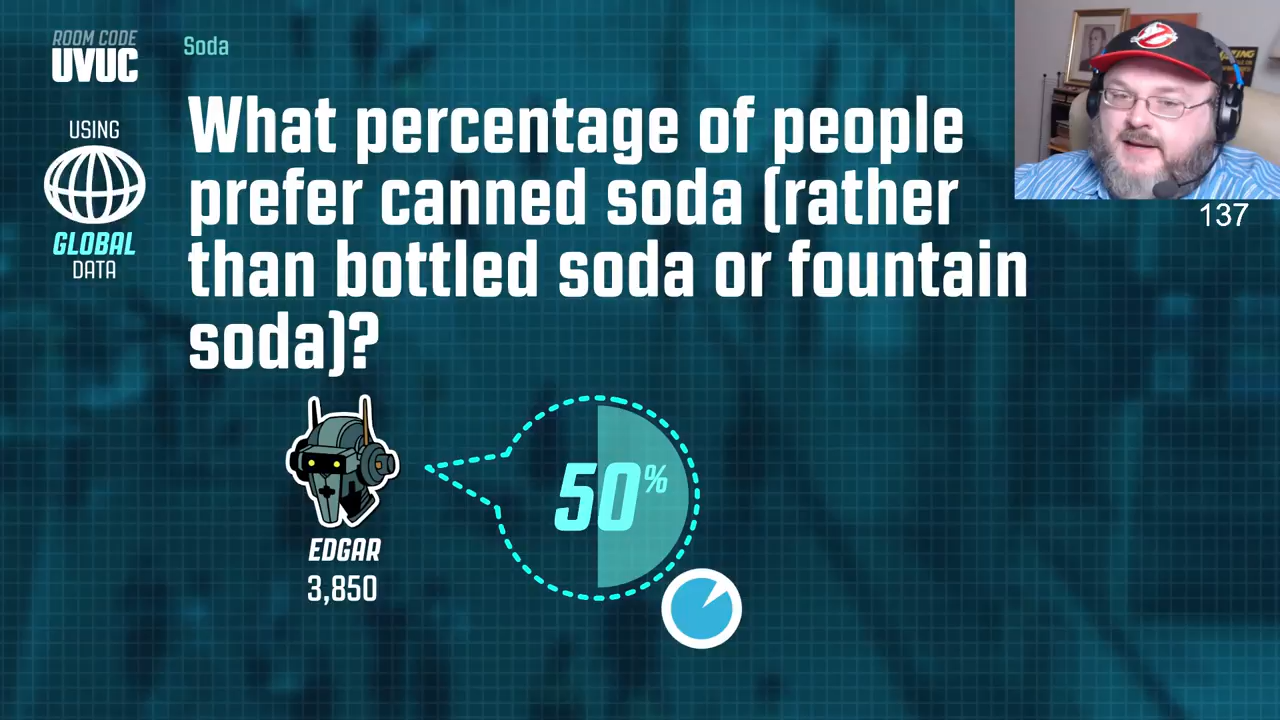 ROOM CODE
UVUC
USING
GLOBAL
DATA
Soda
What percentage of people
prefer canned soda (rather
than bottled soda or fountain
soda)?
50%
EDGAR
3,850
137